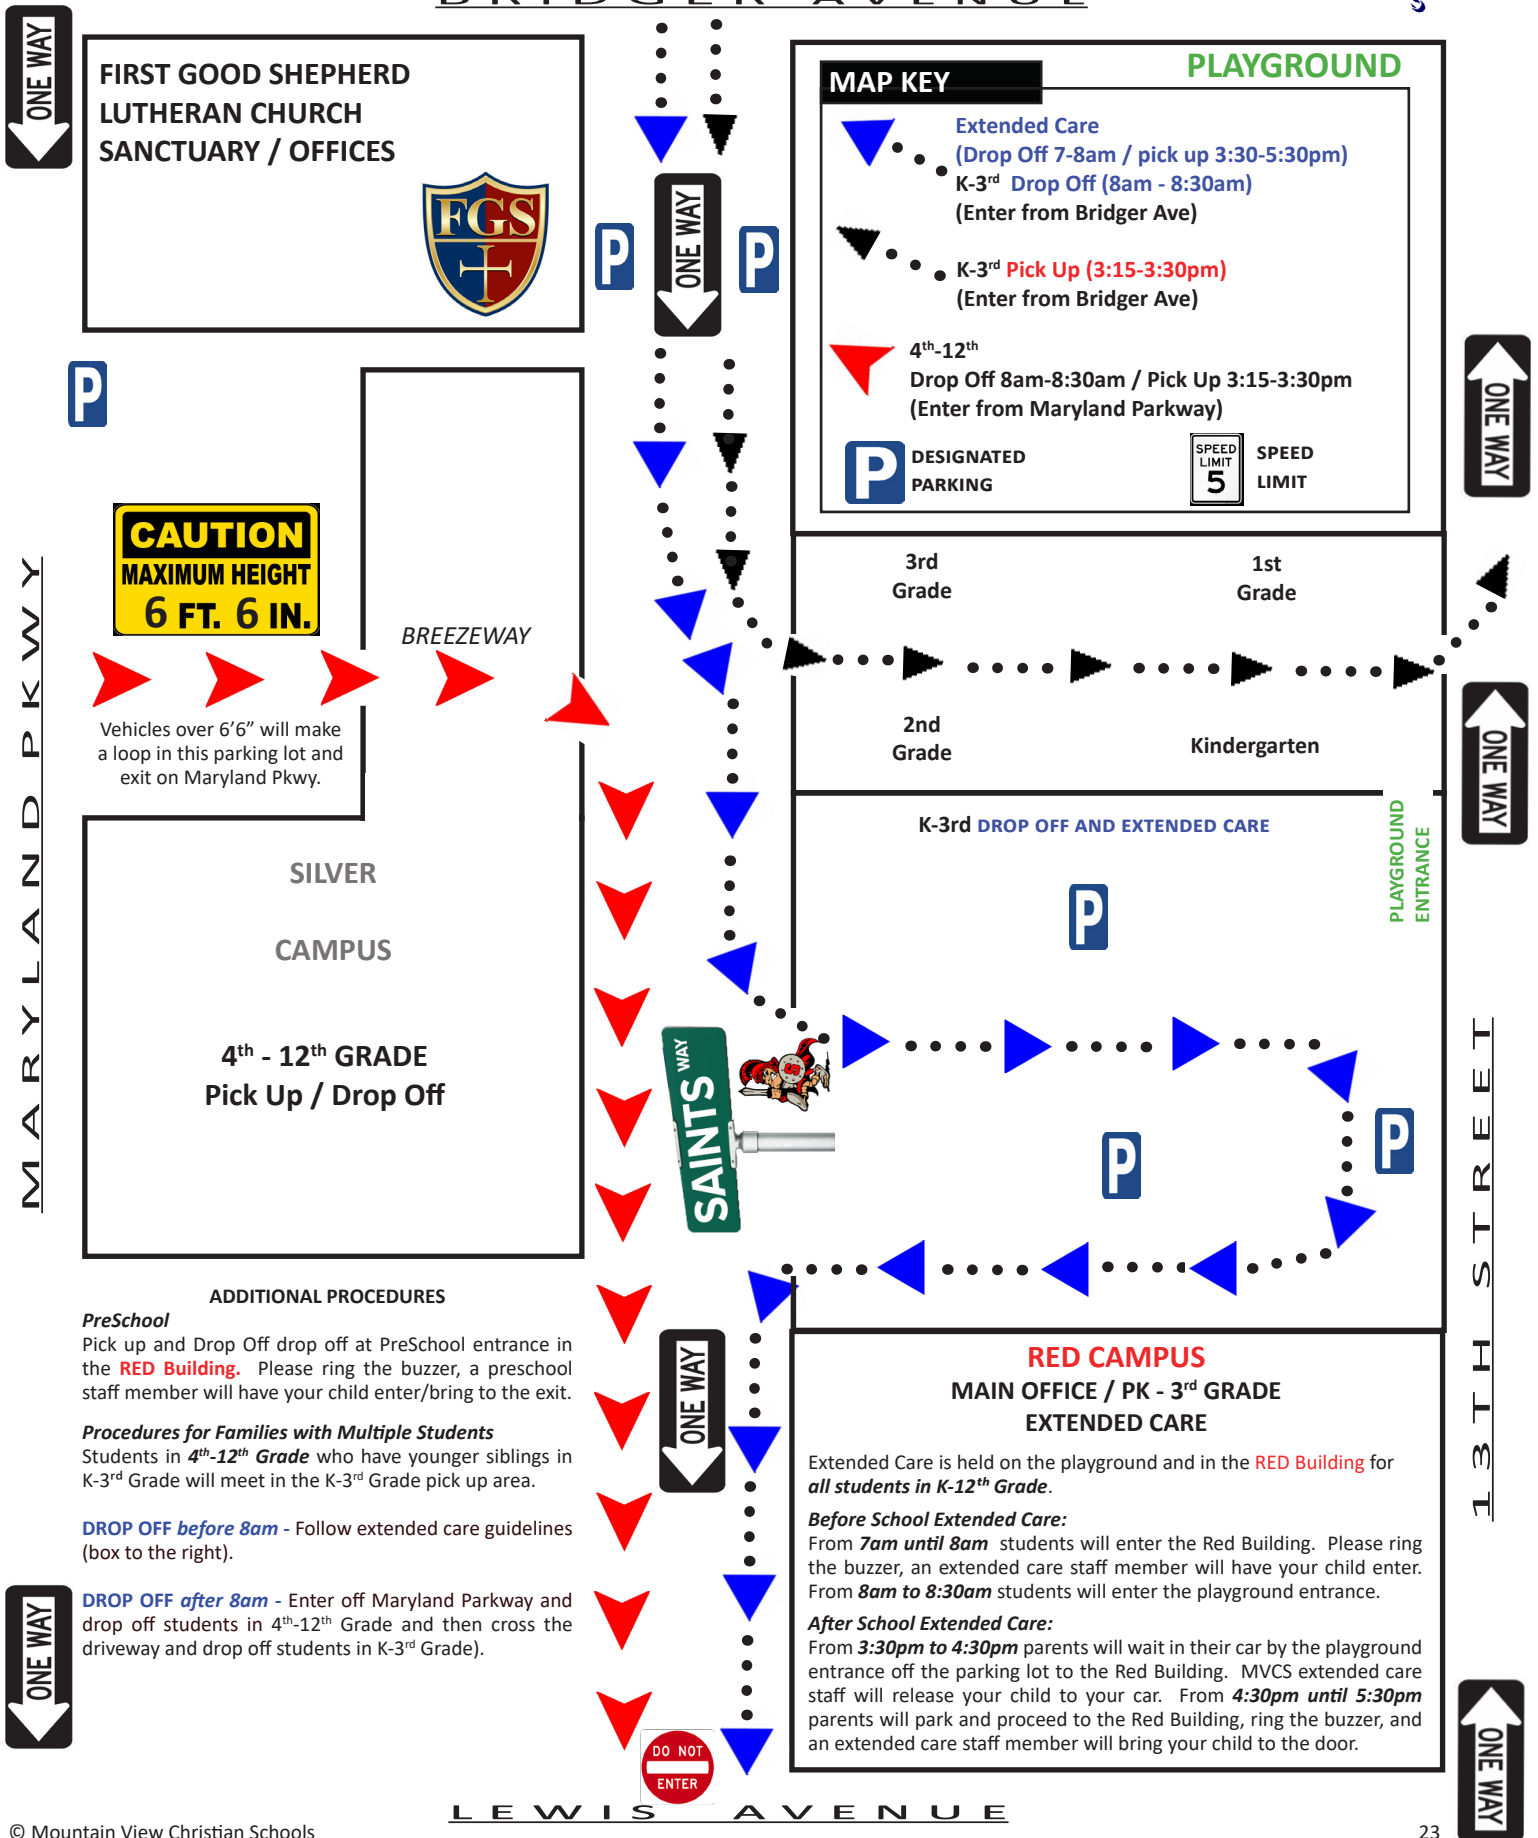 BRIDGER AVENUE
ONE WAY
FIRST GOOD SHEPHERD
LUTHERAN CHURCH
SANCTUARY / OFFICES
FGS
P
ONE WAY
P
PLAYGROUND
MAP KEY
Extended Care
(Drop Off 7-8am / pick up 3:30-5:30pm)
K-3rd Drop Off (8am - 8:30am)
(Enter from Bridger Ave)
K-3rd Pick Up (3:15-3:30pm)
(Enter from Bridger Ave)
4th-12th
Drop Off 8am-8:30am / Pick Up 3:15-3:30pm
(Enter from Maryland Parkway)
P
DESIGNATED
PARKING
SPEED
LIMIT
5
SPEED
LIMIT
ONE WAY
P
CAUTION
MAXIMUM HEIGHT
6 FT. 6 IN.
BREEZEWAY
Vehicles over 6'6" will make
a loop in this parking lot and
exit on Maryland Pkwy.
MARYLAND PKWY
3rd
Grade
1st
Grade
2nd
Grade
Kindergarten
ONE WAY
K-3rd DROP OFF AND EXTENDED CARE
PLAYGROUND
ENTRANCE
P
SILVER
CAMPUS
4th - 12th GRADE
Pick Up / Drop Off
SAINTS WAY
S
P
P
13TH STREET
ADDITIONAL PROCEDURES
PreSchool
Pick up and Drop Off drop off at PreSchool entrance in
the RED Building. Please ring the buzzer, a preschool
staff member will have your child enter/bring to the exit.
Procedures for Families with Multiple Students
Students in 4th-12th Grade who have younger siblings in
K-3rd Grade will meet in the K-3rd Grade pick up area.
DROP OFF before 8am - Follow extended care guidelines
(box to the right).
DROP OFF after 8am - Enter off Maryland Parkway and
drop off students in 4th-12th Grade and then cross the
driveway and drop off students in K-3rd Grade).
ONE WAY
ONE WAY
RED CAMPUS
MAIN OFFICE / PK - 3rd GRADE
EXTENDED CARE
Extended Care is held on the playground and in the RED Building for
all students in K-12th Grade.
Before School Extended Care:
From 7am until 8am students will enter the Red Building. Please ring
the buzzer, an extended care staff member will have your child enter.
From 8am to 8:30am students will enter the playground entrance.
After School Extended Care:
From 3:30pm to 4:30pm parents will wait in their car by the playground
entrance off the parking lot to the Red Building. MVCS extended care
staff will release your child to your car. From 4:30pm until 5:30pm
parents will park and proceed to the Red Building, ring the buzzer, and
an extended care staff member will bring your child to the door.
ONE WAY
DO NOT
ENTER
LEWIS AVENUE
© Mountain View Christian Schools
23